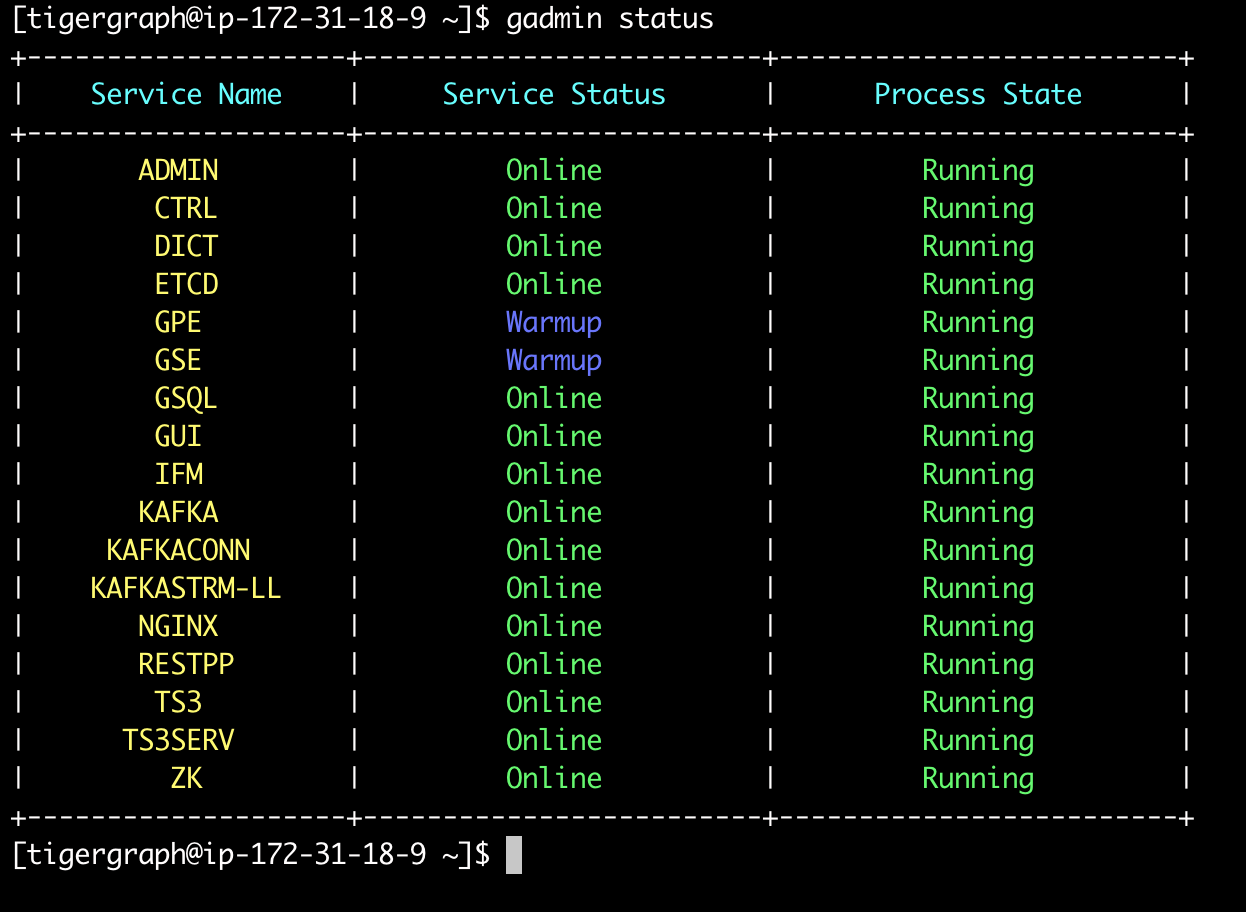 [tigergraph@ip-172-31-18-9 ~]$ gadmin status
+--------------------+-------------------------+-------------------------+
|    Service Name    |     Service Status      |      Process State      |
+--------------------+-------------------------+-------------------------+
|       ADMIN        |         Online          |         Running         |
|        CTRL        |         Online          |         Running         |
|        DICT        |         Online          |         Running         |
|        ETCD        |         Online          |         Running         |
|        GPE         |         Warmup          |         Running         |
|        GSE         |         Warmup          |         Running         |
|        GSQL        |         Online          |         Running         |
|        GUI         |         Online          |         Running         |
|        IFM         |         Online          |         Running         |
|       KAFKA        |         Online          |         Running         |
|     KAFKACONN      |         Online          |         Running         |
|    KAFKASTRM-LL    |         Online          |         Running         |
|       NGINX        |         Online          |         Running         |
|       RESTPP       |         Online          |         Running         |
|        TS3         |         Online          |         Running         |
|      TS3SERV       |         Online          |         Running         |
|         ZK         |         Online          |         Running         |
+--------------------+-------------------------+-------------------------+
[tigergraph@ip-172-31-18-9 ~]$